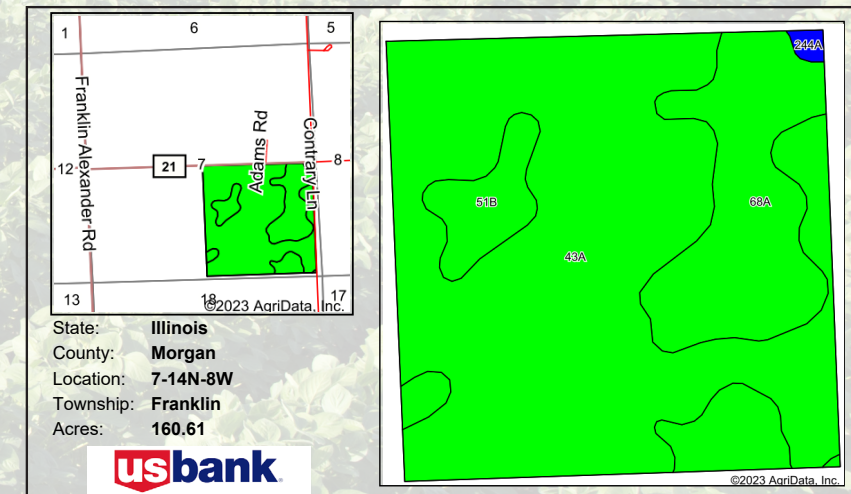 1
6
5
Franklin-Alexander Rd
Adams Rd
Contrary Ln
12
21
7
8
13
18
17
©2023 AgriData, Inc.
State: Illinois
County: Morgan
Location: 7-14N-8W
Township: Franklin
Acres: 160.61
usbank.
244A
51B
68A
43A
©2023 AgriData, Inc.